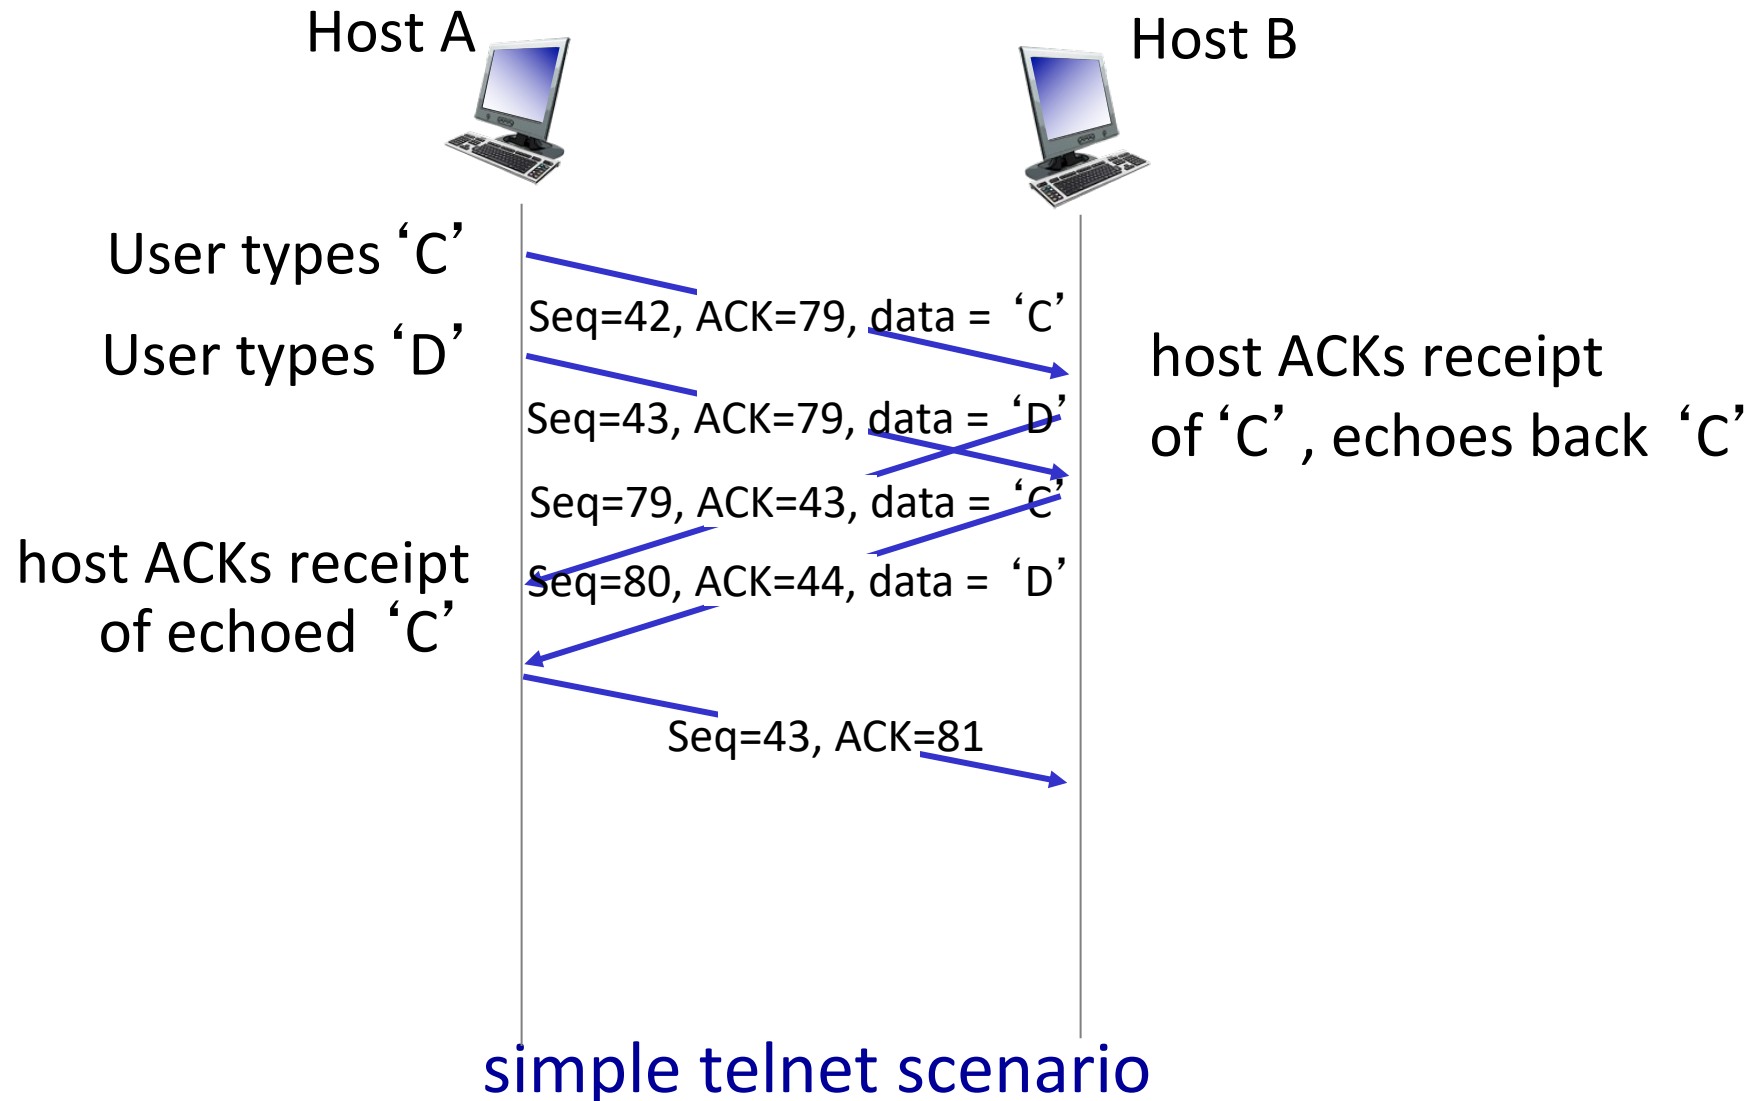 Host A
Host B
User types ‘C’
Seq=42, ACK=79, data = ‘C’
User types ‘D’
host ACKs receipt
of ‘C’, echoes back ‘C’
Seq=43, ACK=79, data = ‘D’
Seq=79, ACK=43, data = ‘C’
host ACKs receipt
of echoed ‘C’
Seq=80, ACK=44, data = ‘D’
Seq=43, ACK=81
simple telnet scenario